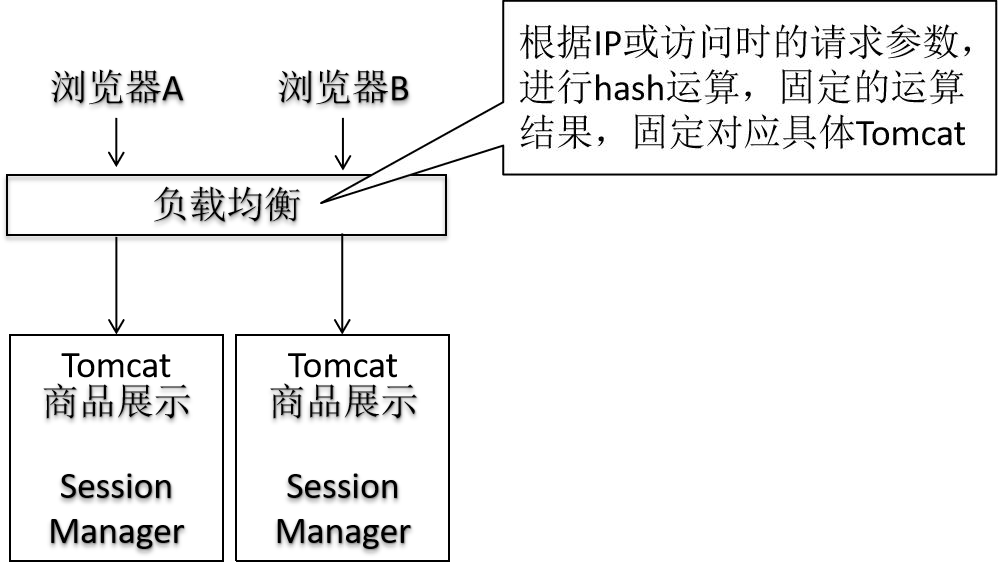 根据IP或访问时的请求参数，
进行hash运算，固定的运算
结果，固定对应具体Tomcat
浏览器A
浏览器B
负载均衡
Tomcat
商品展示
Session
Manager
Tomcat
商品展示
Session
Manager